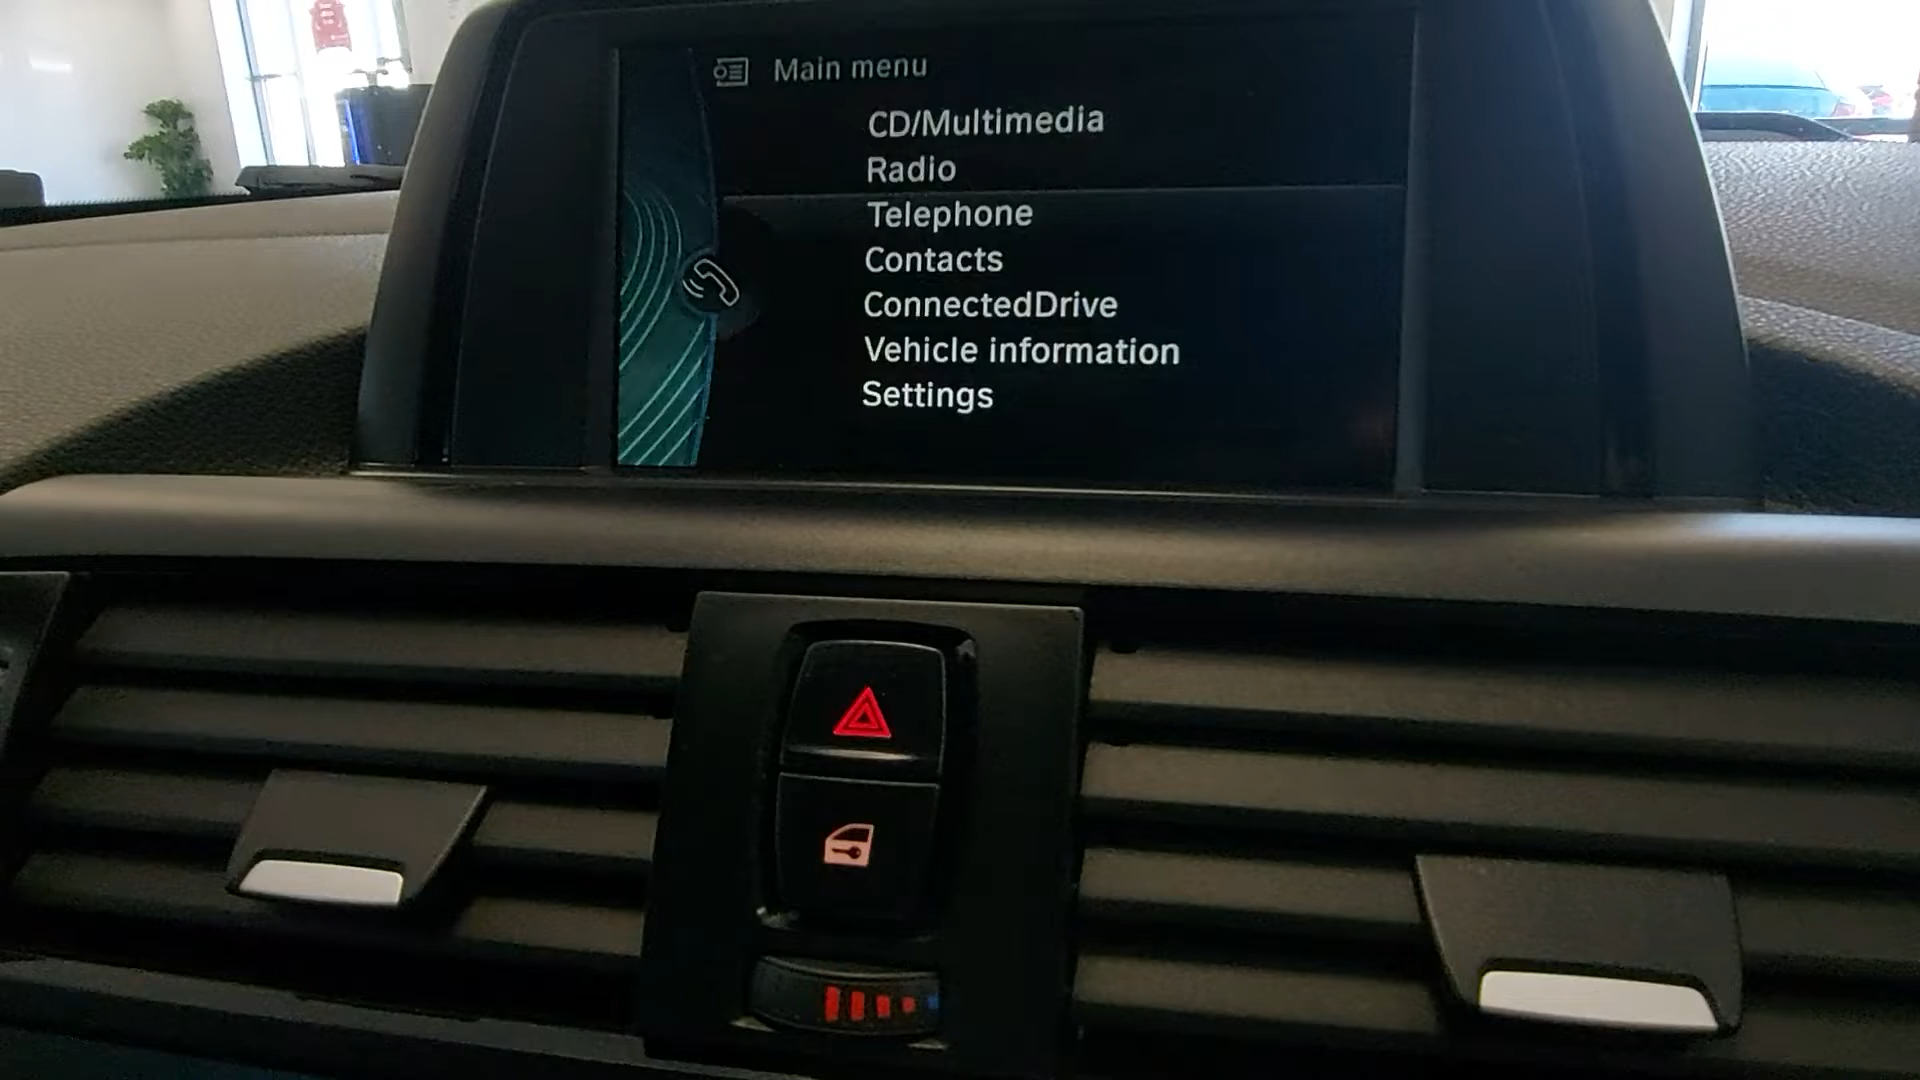 Main menu
CD/Multimedia
Radio
Telephone
Contacts
ConnectedDrive
Vehicle information
Settings